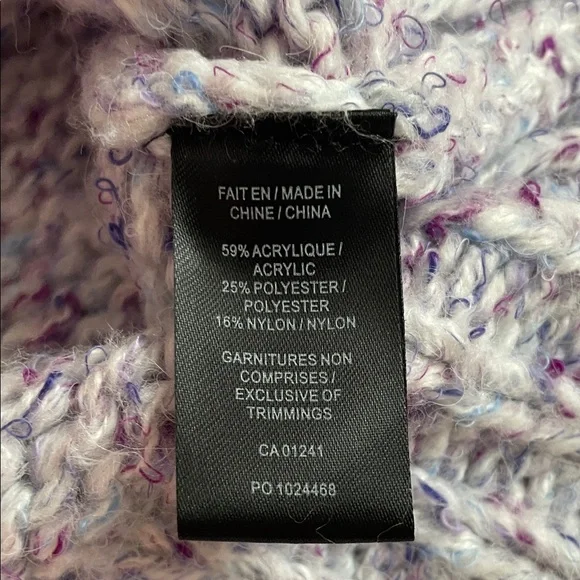 FAIT EN / MADE IN
CHINE / CHINA
59% ACRYLIQUE /
ACRYLIC
25% POLYESTER /
POLYESTER
16% NYLON / NYLON
GARNITURES NON
COMPRISES /
EXCLUSIVE OF
TRIMMINGS
CA 01241
PO 1024468